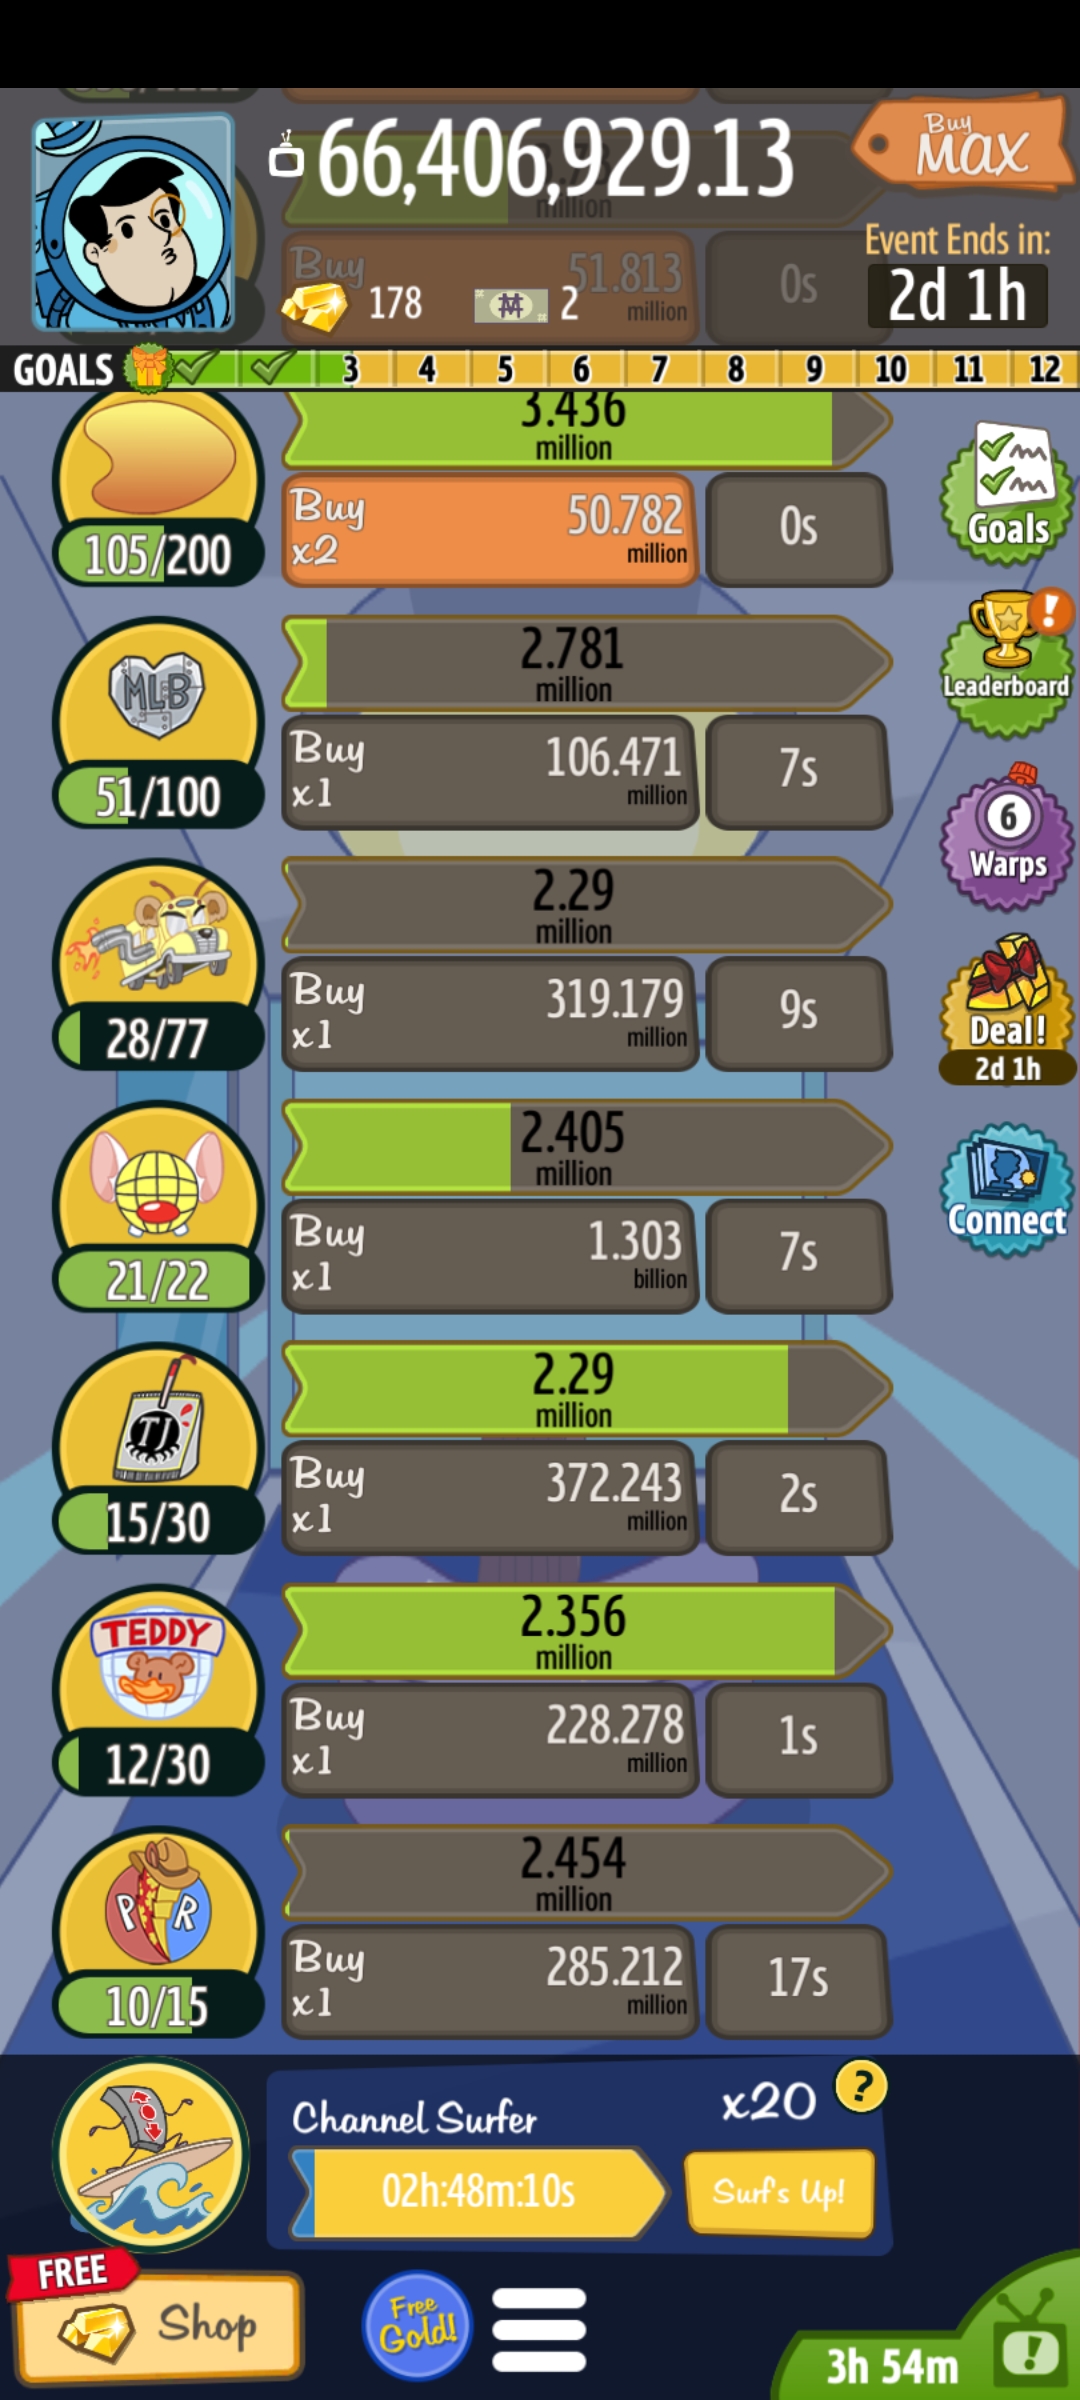 66,406,929.13
Buy
MAX
million
Event Ends in:
2d 1h
Buy
51.813
million
0s
178
2
GOALS
3
4
5
6
7
8
9
10
11
12
3.436
million
105/200
Buy
x2
50.782
million
0s
Goals
MLB
51/100
2.781
million
Buy
x1
106.471
million
7s
Leaderboard
!
28/77
2.29
million
Buy
x1
319.179
million
9s
6
Warps
Deal!
2d 1h
21/22
2.405
million
Buy
x1
1.303
billion
7s
Connect
TJ
15/30
2.29
million
Buy
x1
372.243
million
2s
TEDDY
12/30
2.356
million
Buy
x1
228.278
million
1s
P R
10/15
2.454
million
Buy
x1
285.212
million
17s
Channel Surfer
x20
?
02h:48m:10s
Surf's Up!
FREE
Shop
Free
Gold!
3h 54m
!